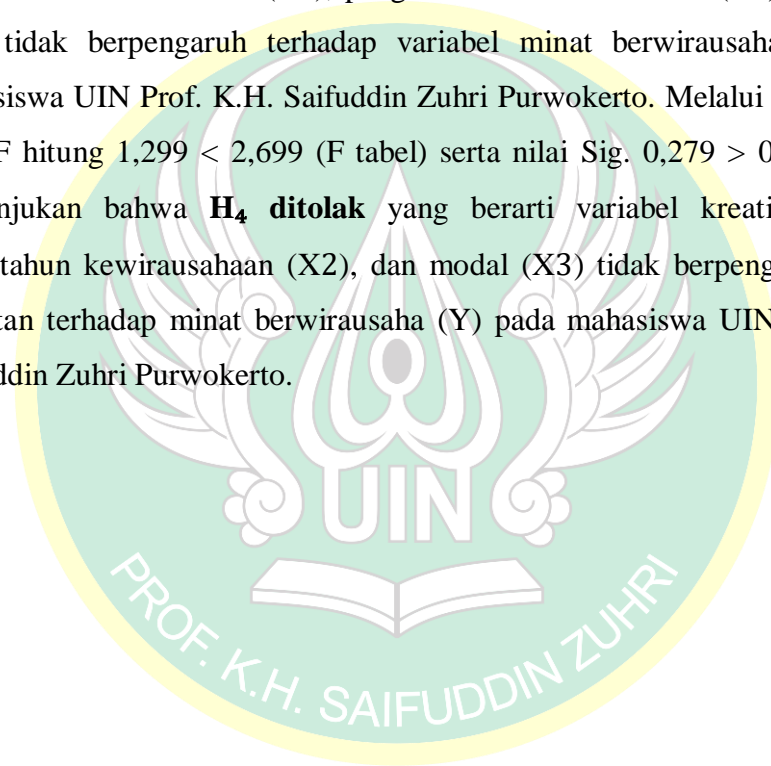 tidak berpengaruh terhadap variabel minat berwirausaha
siswa UIN Prof. K.H. Saifuddin Zuhri Purwokerto. Melalui
F hitung 1,299 < 2,699 (F tabel) serta nilai Sig. 0,279 > 0
njukan bahwa H₄ ditolak yang berarti variabel kreati
tahun kewirausahaan (X2), dan modal (X3) tidak berpeng
tan terhadap minat berwirausaha (Y) pada mahasiswa UIN
ddin Zuhri Purwokerto.
UIN
PROF. K.H. SAIFUDDIN ZUHRI